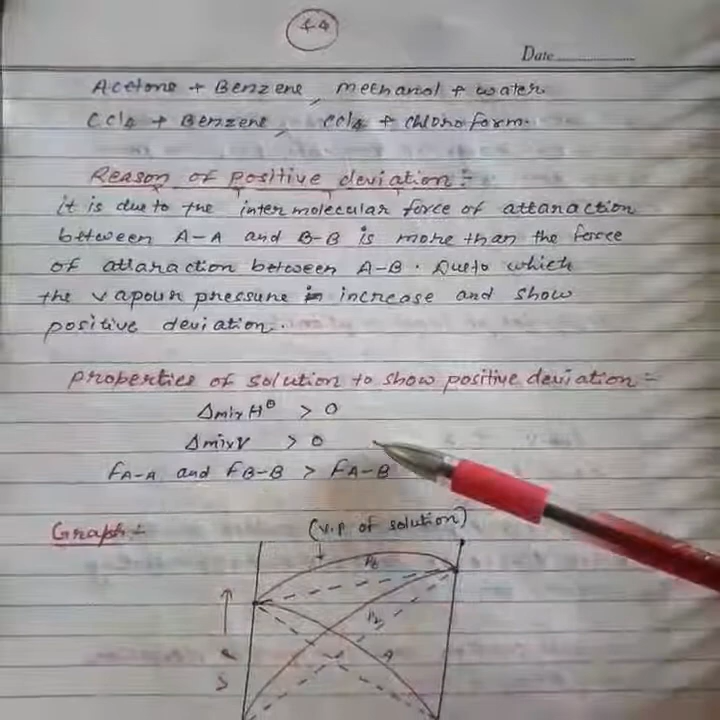 44
Date
Acetone + Benzene, methanol + water
CCl4 + Benzene, CCl4 + chloroform.
Reason of positive deviation :-
it is due to the intermolecular force of attaraction
between A-A and B-B is more than the force
of attaraction between A-B. Due to which
the vapour pressure increase and show
positive deviation.
properties of solution to show positive deviation :-
ΔmixH° > 0
ΔmixV > 0
FA-A and FB-B > FA-B
Graph :-
(v.p of solution)
A